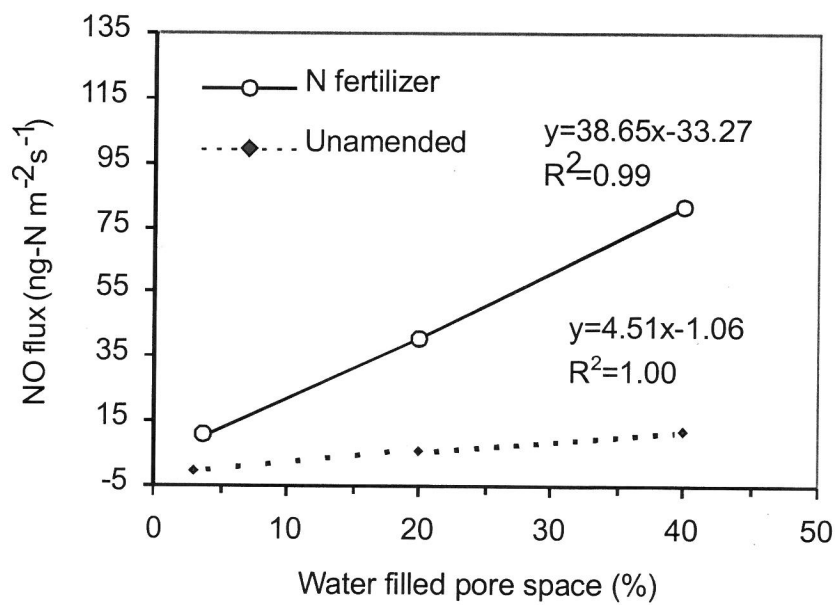 135
115
95
75
55
35
15
-5
NO flux (ng-N m⁻²s⁻¹)
N fertilizer
Unamended
y=38.65x-33.27
R²=0.99
y=4.51x-1.06
R²=1.00
0 10 20 30 40 50
Water filled pore space (%)